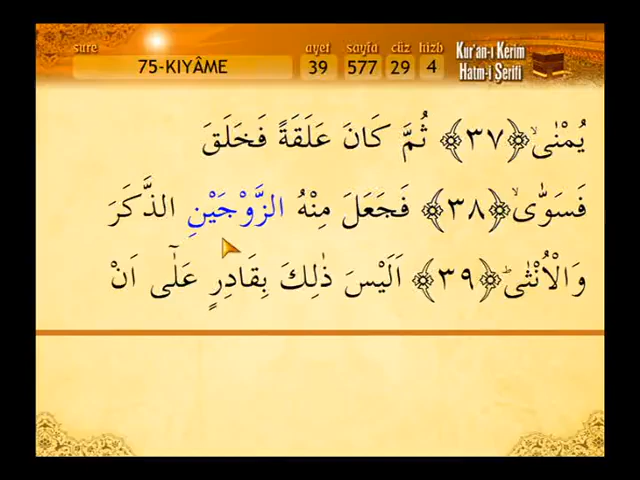 sure ayet sayfa cüz hizb
75-KIYÂME 39 577 29 4
Kur'an-ı Kerim
Hatm-i Şerifi
يُمْنٰىۙ ﴿٣٧﴾ ثُمَّ كَانَ عَلَقَةً فَخَلَقَ
فَسَوّٰىۙ ﴿٣٨﴾ فَجَعَلَ مِنْهُ الزَّوْجَيْنِ الذَّكَرَ
وَالْاُنْثٰىۜ ﴿٣٩﴾ اَلَيْسَ ذٰلِكَ بِقَادِرٍ عَلٰٓى اَنْ